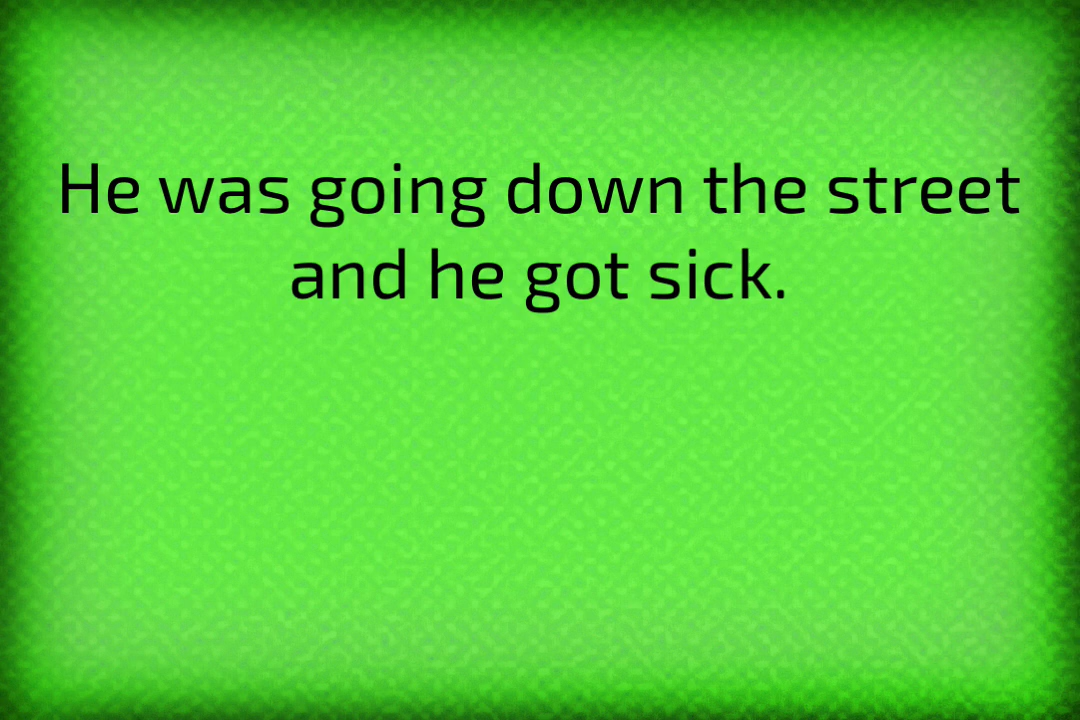 He was going down the street
and he got sick.